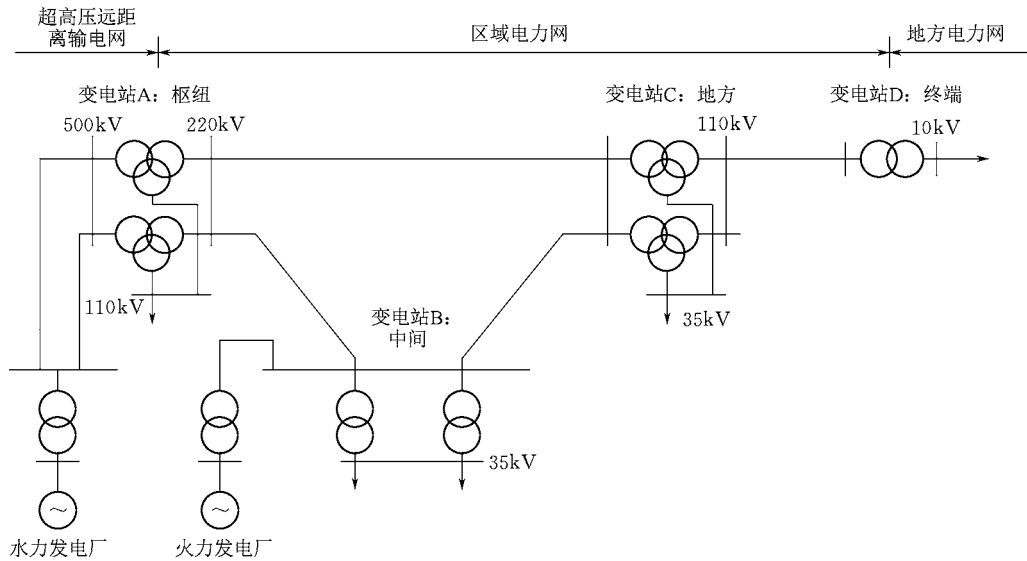 超高压远距
离输电网
区域电力网
地方电力网
变电站A：枢纽
变电站C：地方
变电站D：终端
500kV
220kV
110kV
10kV
110kV
35kV
变电站B：
中间
35kV
~
~
水力发电厂
火力发电厂